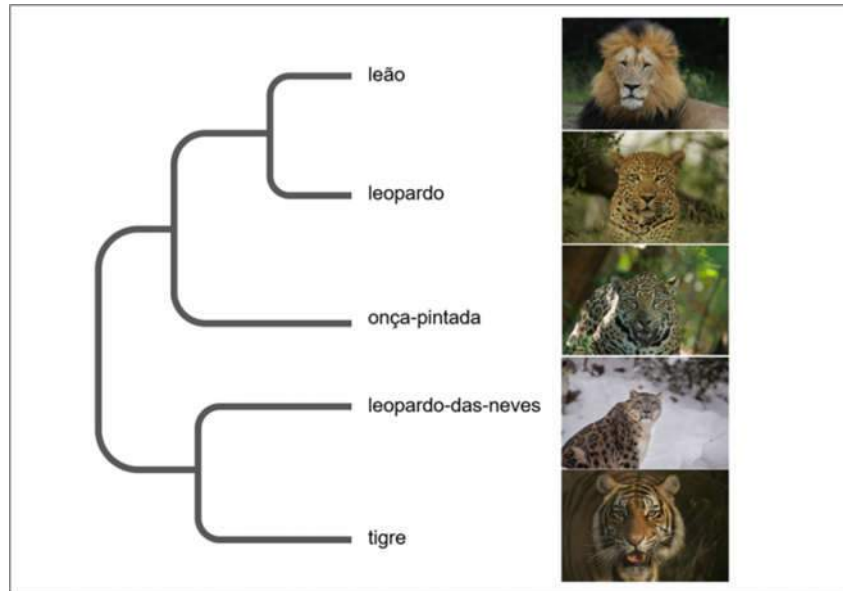 leão
leopardo
onça-pintada
leopardo-das-neves
tigre